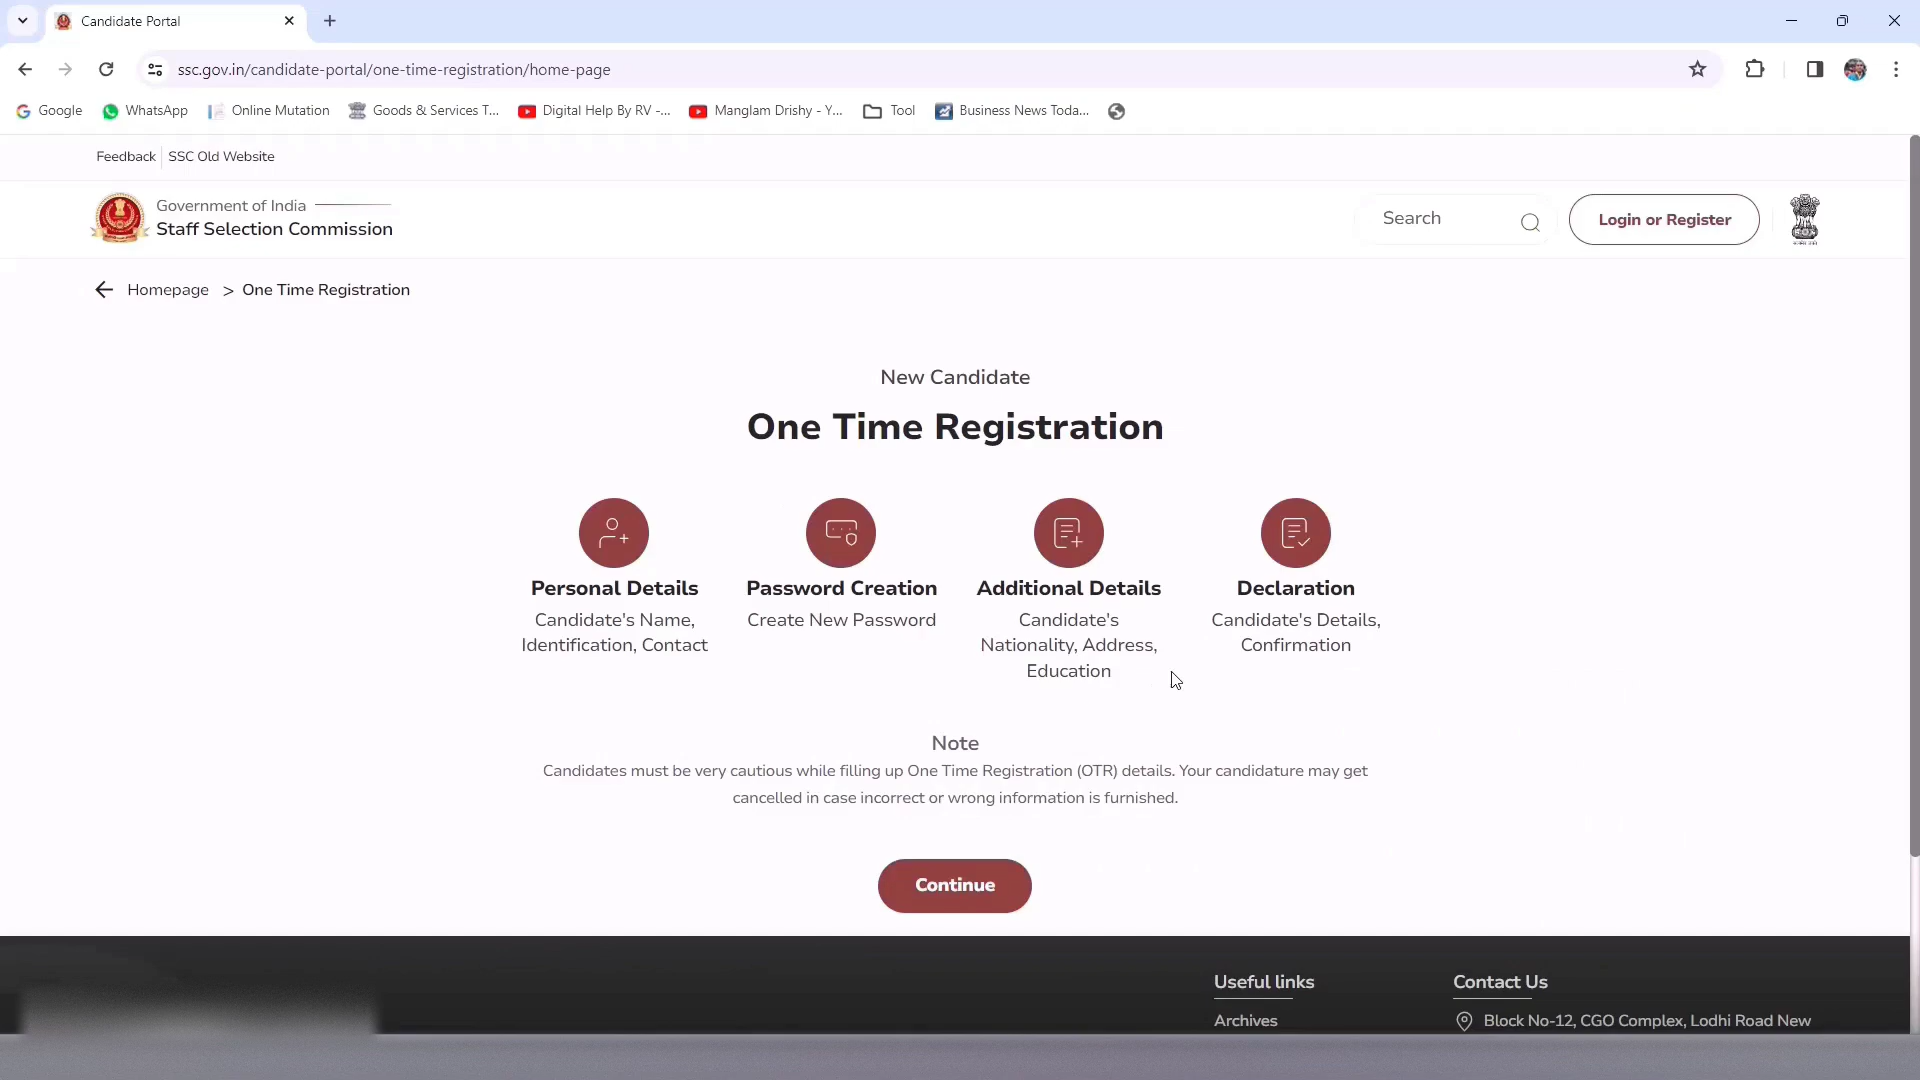 Candidate Portal
ssc.gov.in/candidate-portal/one-time-registration/home-page
Google WhatsApp Online Mutation Goods & Services T... Digital Help By RV -... Manglam Drishy - Y... Tool Business News Toda...
Feedback SSC Old Website
Government of India
Staff Selection Commission
Search
Login or Register
Homepage > One Time Registration
New Candidate
One Time Registration
Personal Details
Candidate's Name,
Identification, Contact
Password Creation
Create New Password
Additional Details
Candidate's
Nationality, Address,
Education
Declaration
Candidate's Details,
Confirmation
Note
Candidates must be very cautious while filling up One Time Registration (OTR) details. Your candidature may get
cancelled in case incorrect or wrong information is furnished.
Continue
Useful links
Archives
Contact Us
Block No-12, CGO Complex, Lodhi Road New